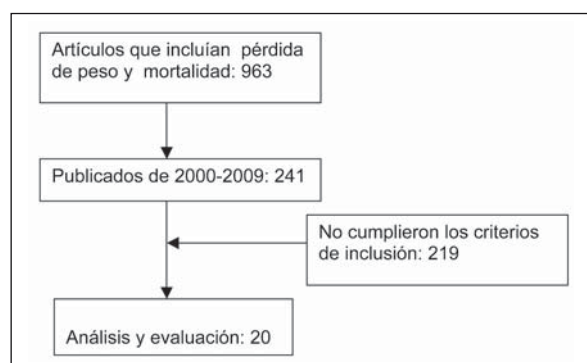 Artículos que incluían pérdida
de peso y mortalidad: 963
Publicados de 2000-2009: 241
No cumplieron los criterios
de inclusión: 219
Análisis y evaluación: 20